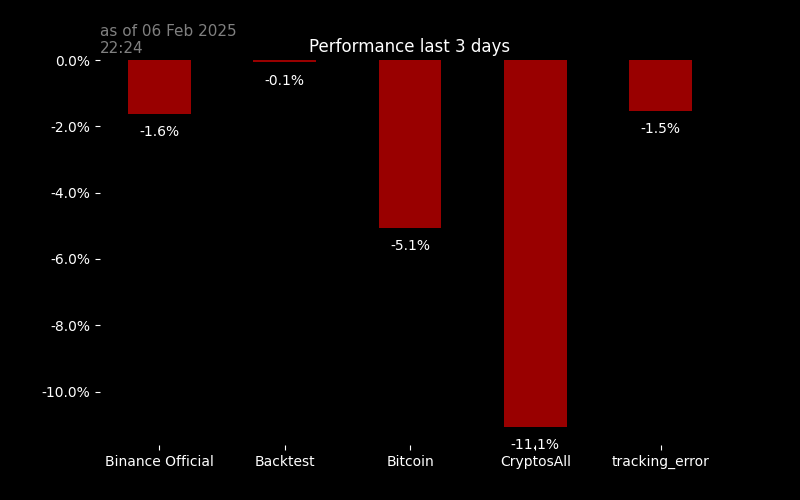 as of 06 Feb 2025
22:24
Performance last 3 days
0.0%
-2.0%
-4.0%
-6.0%
-8.0%
-10.0%
-1.6%
-0.1%
-5.1%
-11.1%
-1.5%
Binance Official
Backtest
Bitcoin
CryptosAll
tracking_error